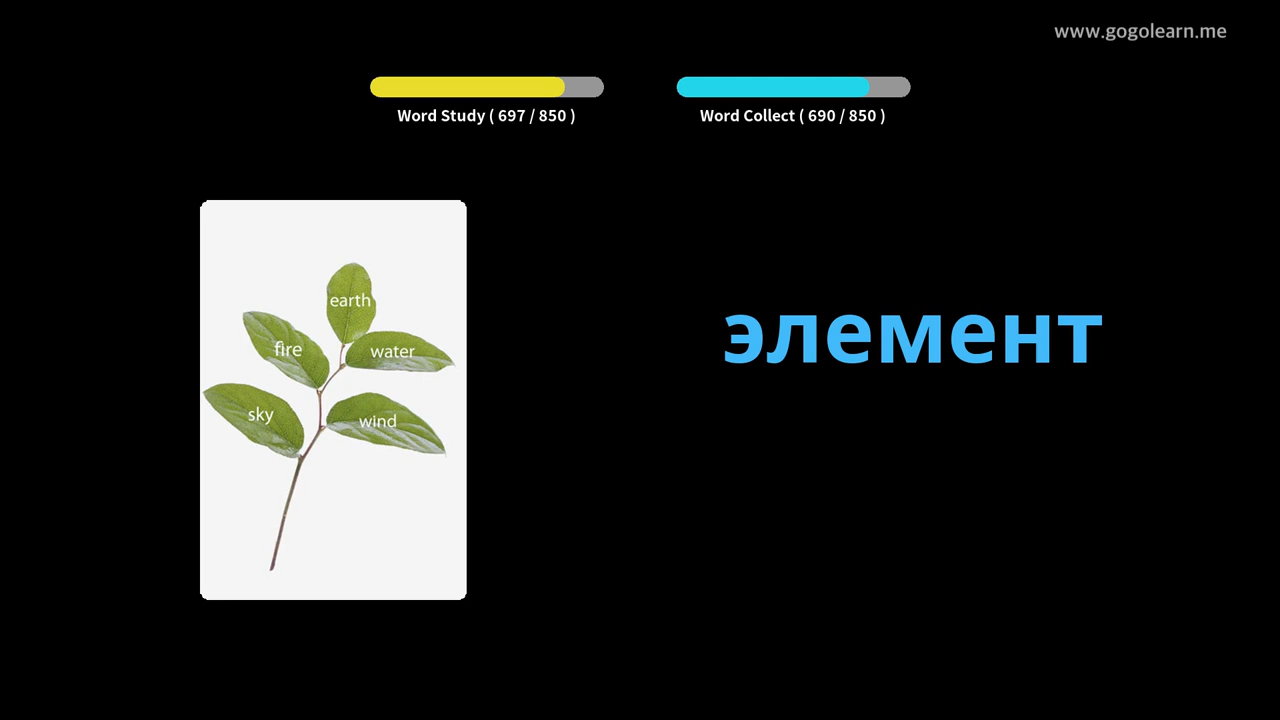 www.gogolearn.me
Word Study ( 697 / 850 )
Word Collect ( 690 / 850 )
earth
fire
water
sky
wind
элемент